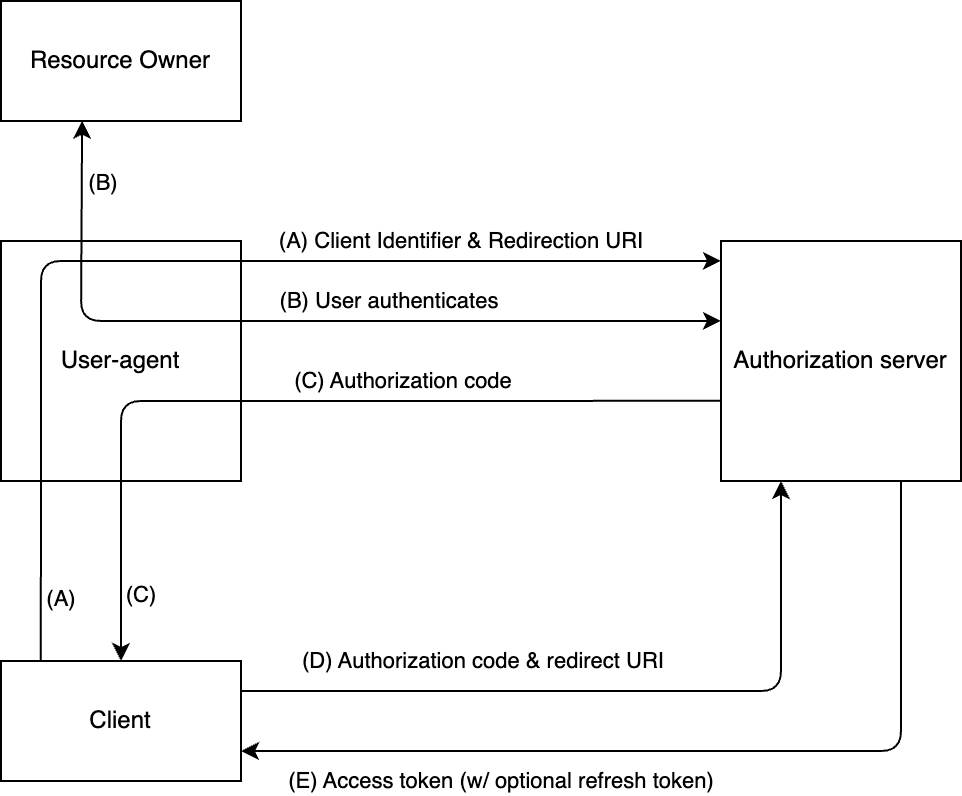 Resource Owner
(B)
(A) Client Identifier & Redirection URI
(B) User authenticates
User-agent
Authorization server
(C) Authorization code
(A)
(C)
(D) Authorization code & redirect URI
Client
(E) Access token (w/ optional refresh token)